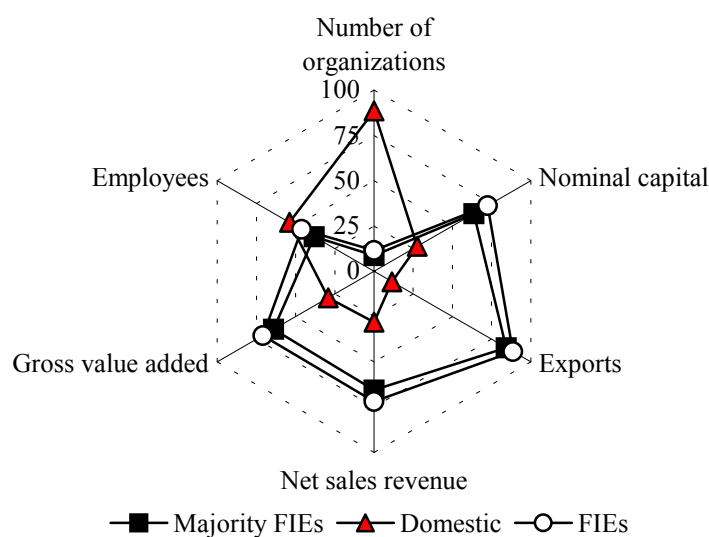 Number of
organizations
100
75
50
25
0
Employees
Nominal capital
Gross value added
Exports
Net sales revenue
Majority FIEs
Domestic
FIEs